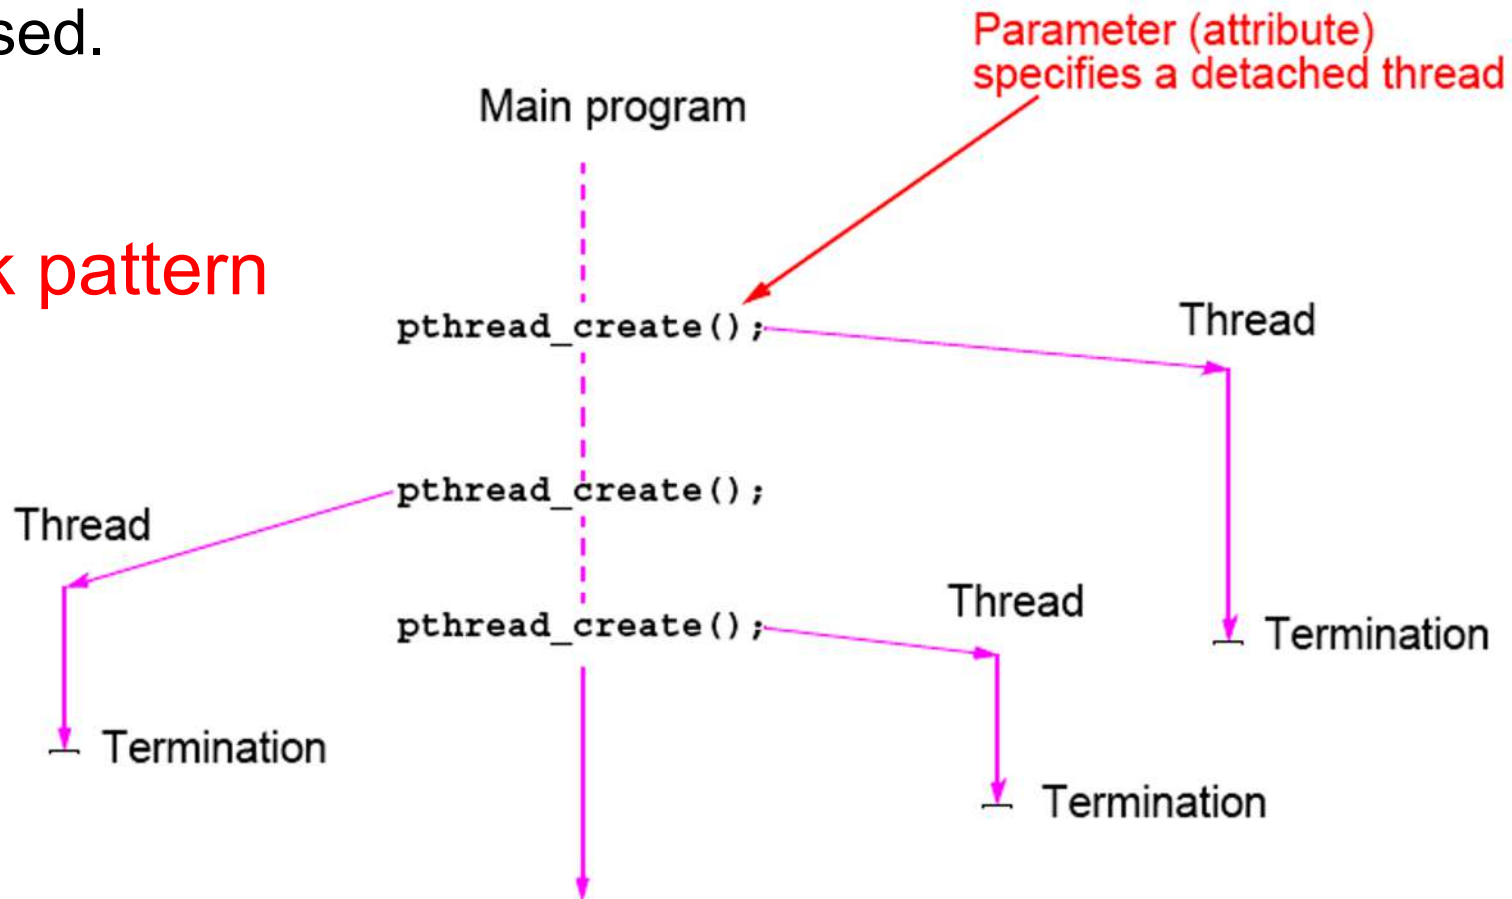 sed.
Parameter (attribute)
specifies a detached thread
Main program
k pattern
pthread_create();
Thread
pthread_create();
Thread
pthread_create();
Thread
Termination
Termination
Termination